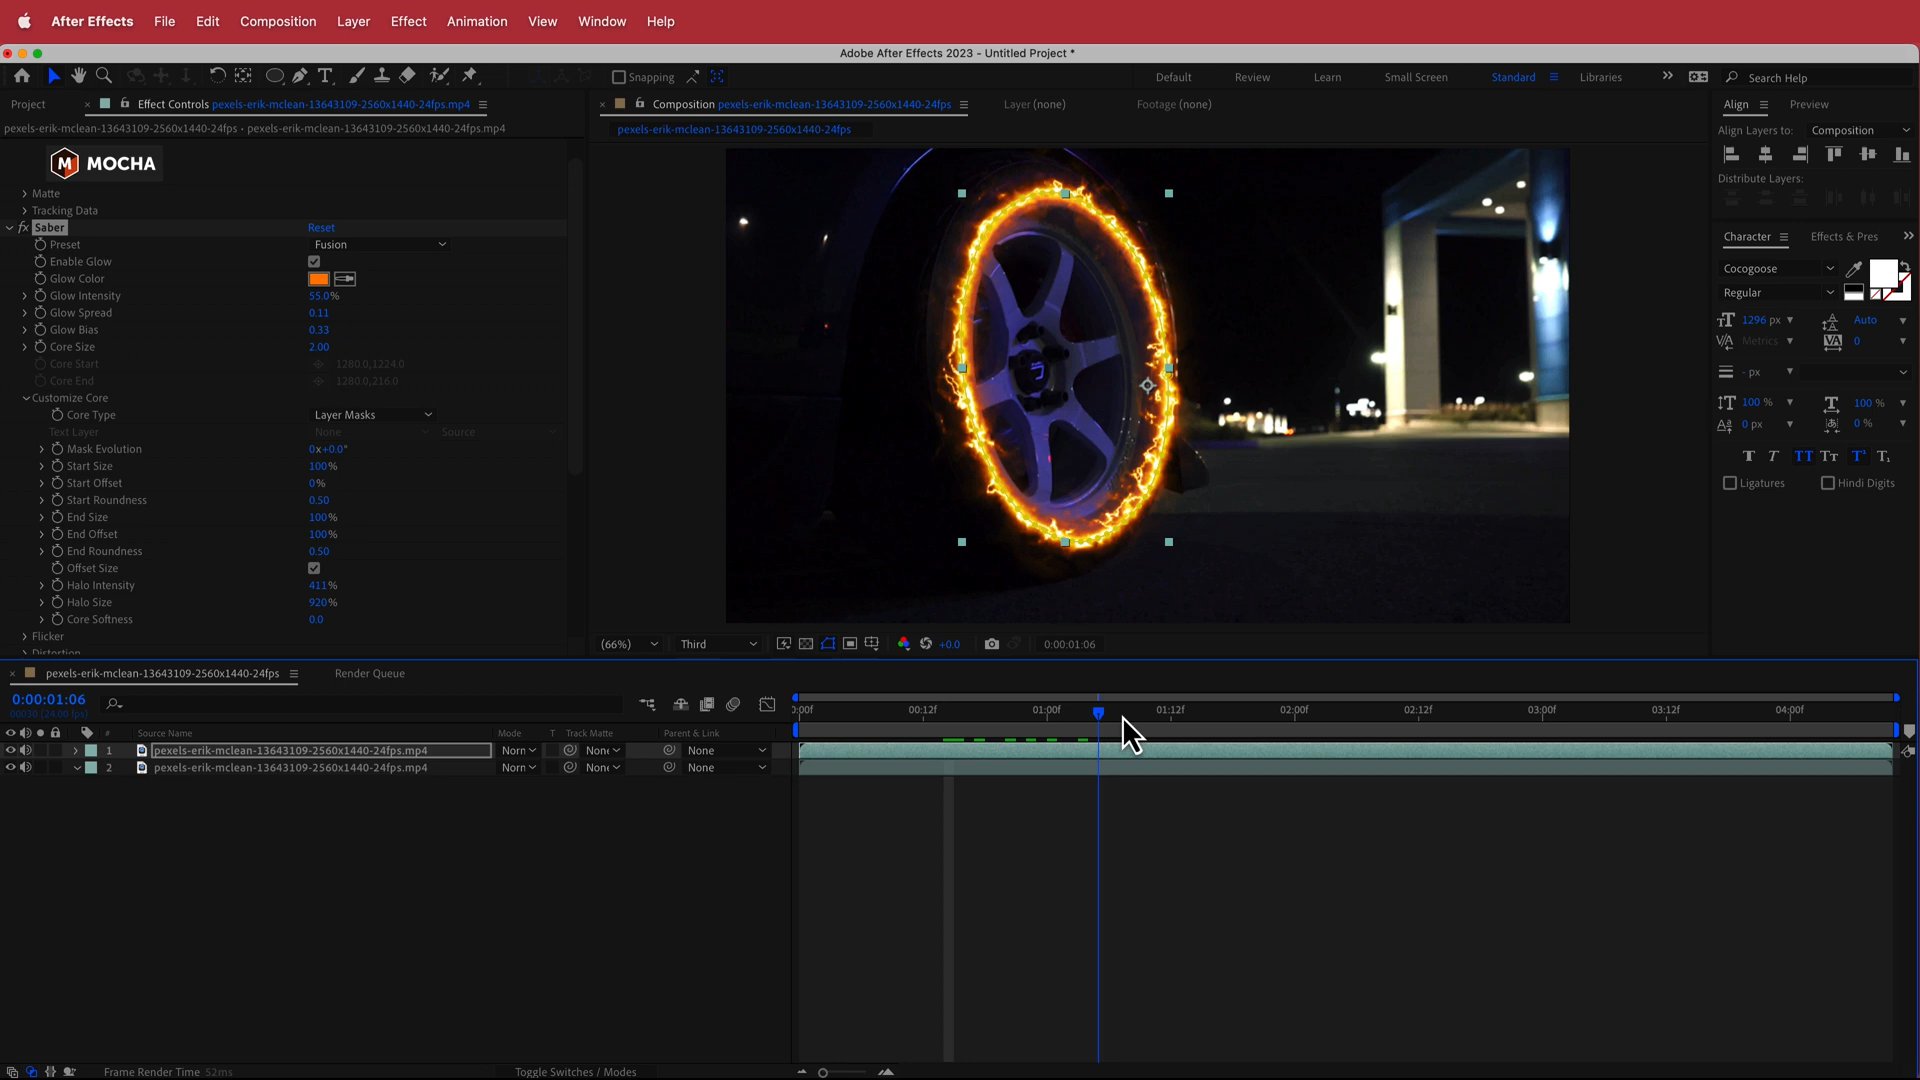 After Effects File Edit Composition Layer Effect Animation View Window Help
Adobe After Effects 2023 - Untitled Project *
Snapping Default Review Learn Small Screen Standard Libraries Search Help
Project Effect Controls pexels-erik-mclean-13643109-2560x1440-24fps.mp4
pexels-erik-mclean-13643109-2560x1440-24fps • pexels-erik-mclean-13643109-2560x1440-24fps.mp4
M MOCHA
Matte
Tracking Data
fx Saber Reset
Preset Fusion
Enable Glow
Glow Color
Glow Intensity 55.0%
Glow Spread 0.11
Glow Bias 0.33
Core Size 2.00
Core Start 1280.0,1224.0
Core End 1280.0,216.0
Customize Core
Core Type Layer Masks
Text Layer None Source
Mask Evolution 0x+0.0°
Start Size 100%
Start Offset 0%
Start Roundness 0.50
End Size 100%
End Offset 100%
End Roundness 0.50
Offset Size
Halo Intensity 411%
Halo Size 920%
Core Softness 0.0
Flicker
Distortion
Composition pexels-erik-mclean-13643109-2560x1440-24fps Layer (none) Footage (none)
pexels-erik-mclean-13643109-2560x1440-24fps
(66%) Third +0.0 0:00:01:06
Align Preview
Align Layers to: Composition
Distribute Layers:
Character Effects & Pres
Cocogoose
Regular
1296 px Auto
Metrics 0
- px
100 % 100 %
0 px 0 %
T T TT Tt T¹ T₁
Ligatures Hindi Digits
pexels-erik-mclean-13643109-2560x1440-24fps Render Queue
0:00:01:06
00030 (24.00 fps)
:00f 00:12f 01:00f 01:12f 02:00f 02:12f 03:00f 03:12f 04:00f
# Source Name Mode T Track Matte Parent & Link
1 pexels-erik-mclean-13643109-2560x1440-24fps.mp4 Norn None None
2 pexels-erik-mclean-13643109-2560x1440-24fps.mp4 Norn None None
Frame Render Time 52ms Toggle Switches / Modes